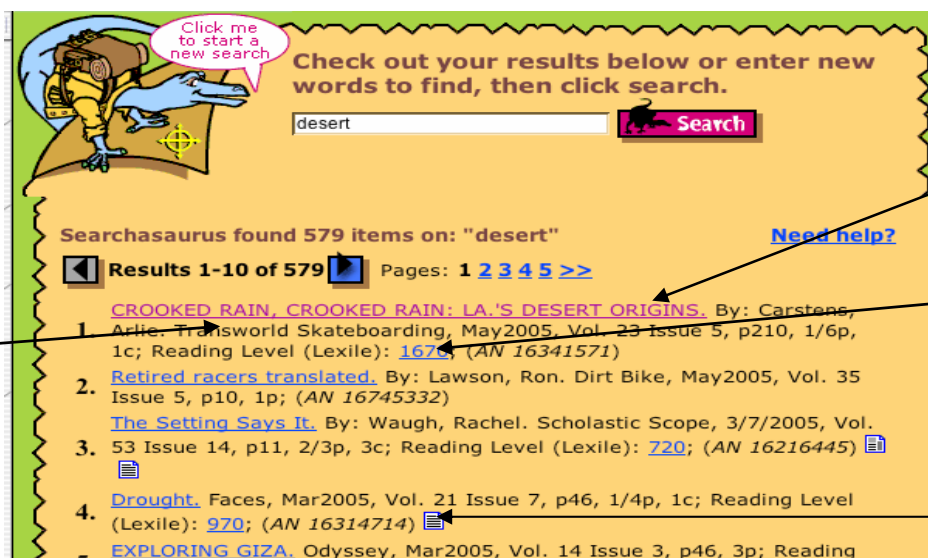 Click me
to start a
new search
Check out your results below or enter new
words to find, then click search.
desert
Search
Searchasaurus found 579 items on: "desert"
Need help?
Results 1-10 of 579 Pages: 1 2 3 4 5 >>
CROOKED RAIN, CROOKED RAIN: LA.'S DESERT ORIGINS. By: Carstens,
1. Arlie. Transworld Skateboarding, May2005, Vol. 23 Issue 5, p210, 1/6p,
1c; Reading Level (Lexile): 1670; (AN 16341571)
Retired racers translated. By: Lawson, Ron. Dirt Bike, May2005, Vol. 35
2. Issue 5, p10, 1p; (AN 16745332)
The Setting Says It. By: Waugh, Rachel. Scholastic Scope, 3/7/2005, Vol.
3. 53 Issue 14, p11, 2/3p, 3c; Reading Level (Lexile): 720; (AN 16216445)
Drought. Faces, Mar2005, Vol. 21 Issue 7, p46, 1/4p, 1c; Reading Level
4. (Lexile): 970; (AN 16314714)
EXPLORING GIZA. Odyssey, Mar2005, Vol. 14 Issue 3, p46, 3p; Reading